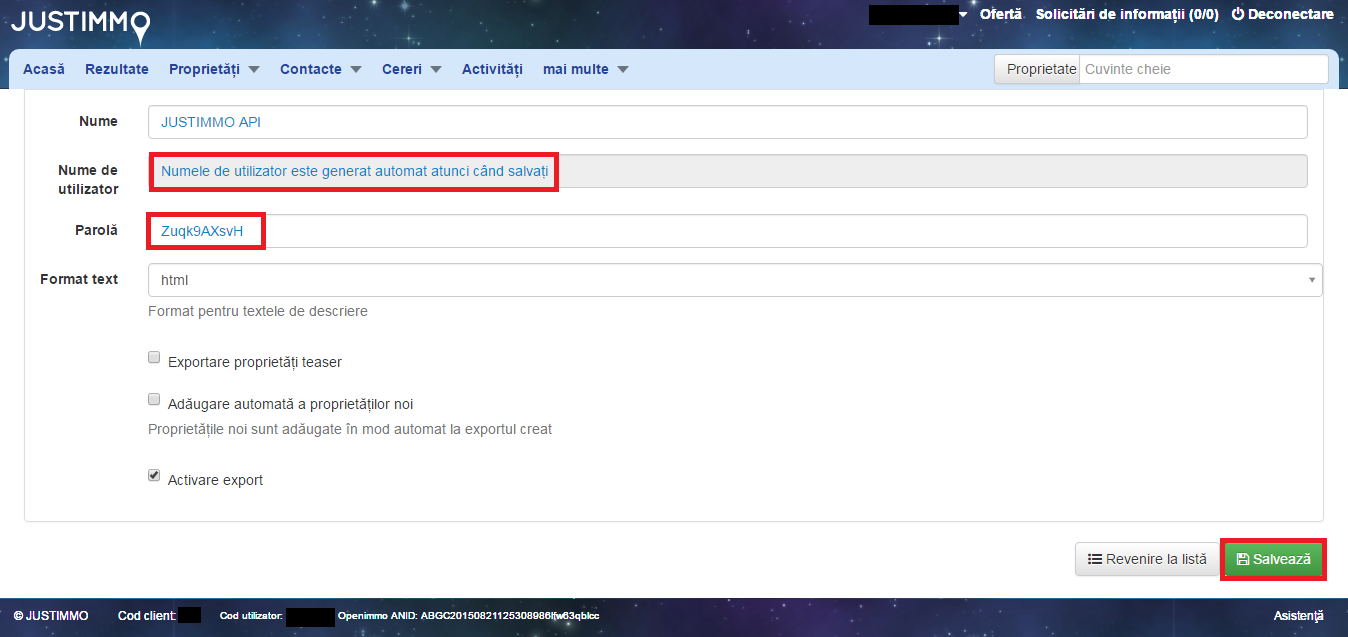 JUSTIMMO
Ofertă Solicitări de informații (0/0) Deconectare
Acasă Rezultate Proprietăți Contacte Cereri Activități mai multe Proprietate Cuvinte cheie
Nume JUSTIMMO API
Nume de utilizator Numele de utilizator este generat automat atunci când salvați
Parolă Zuqk9AXsvH
Format text html
Format pentru textele de descriere
Exportare proprietăți teaser
Adăugare automată a proprietăților noi
Proprietățile noi sunt adăugate în mod automat la exportul creat
Activare export
Revenire la listă Salvează
© JUSTIMMO Cod client: Cod utilizator: Openimmo ANID: ABGC20150821125308986lfw63qblcc Asistență